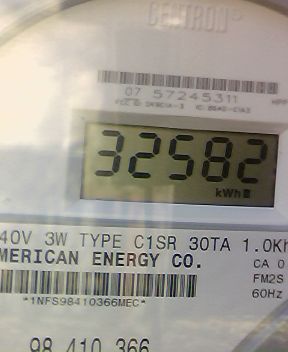 CENTRON
07 57245311
32582
kWh
40V 3W TYPE C1SR 30TA 1.0Kh
MERICAN ENERGY CO.
CA 0
FM2S
60Hz
*1NFS98410366MEC*
98 410 366